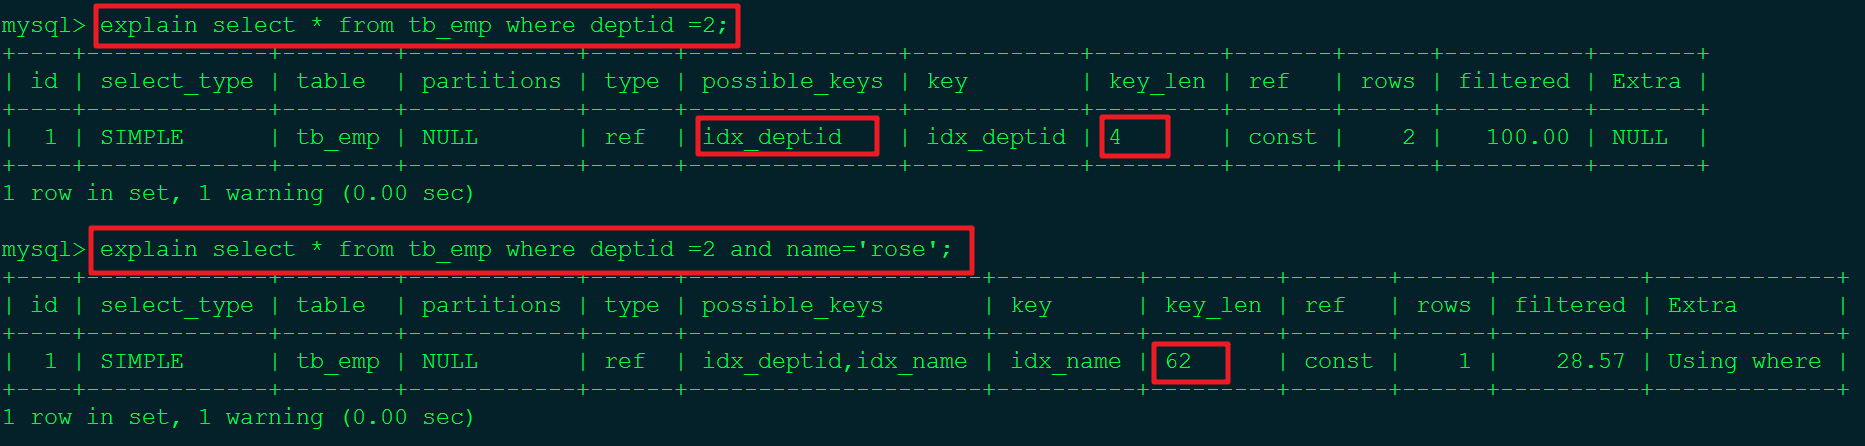 mysql> explain select * from tb_emp where deptid =2;
+----+-------------+--------+------------+------+---------------+------------+---------+-------+------+----------+-------+
| id | select_type | table  | partitions | type | possible_keys | key        | key_len | ref   | rows | filtered | Extra |
+----+-------------+--------+------------+------+---------------+------------+---------+-------+------+----------+-------+
|  1 | SIMPLE      | tb_emp | NULL       | ref  | idx_deptid    | idx_deptid | 4       | const |    2 |   100.00 | NULL  |
+----+-------------+--------+------------+------+---------------+------------+---------+-------+------+----------+-------+
1 row in set, 1 warning (0.00 sec)
mysql> explain select * from tb_emp where deptid =2 and name='rose';
+----+-------------+--------+------------+------+---------------------+----------+---------+-------+------+----------+-------------+
| id | select_type | table  | partitions | type | possible_keys       | key      | key_len | ref   | rows | filtered | Extra       |
+----+-------------+--------+------------+------+---------------------+----------+---------+-------+------+----------+-------------+
|  1 | SIMPLE      | tb_emp | NULL       | ref  | idx_deptid,idx_name | idx_name | 62      | const |    1 |    28.57 | Using where |
+----+-------------+--------+------------+------+---------------------+----------+---------+-------+------+----------+-------------+
1 row in set, 1 warning (0.00 sec)